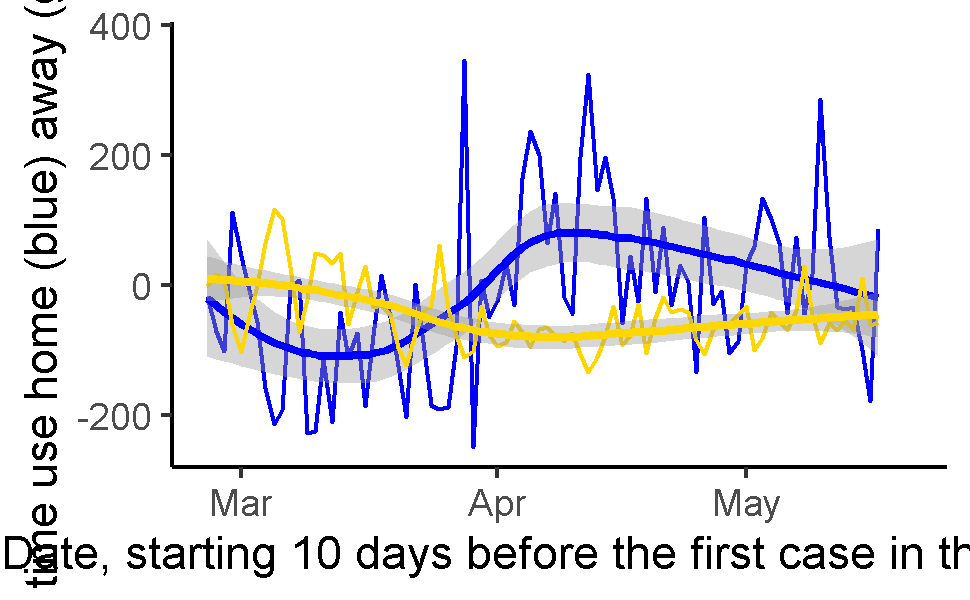 time use home (blue) away (
400
200
0
-200
Mar Apr May
Date, starting 10 days before the first case in th